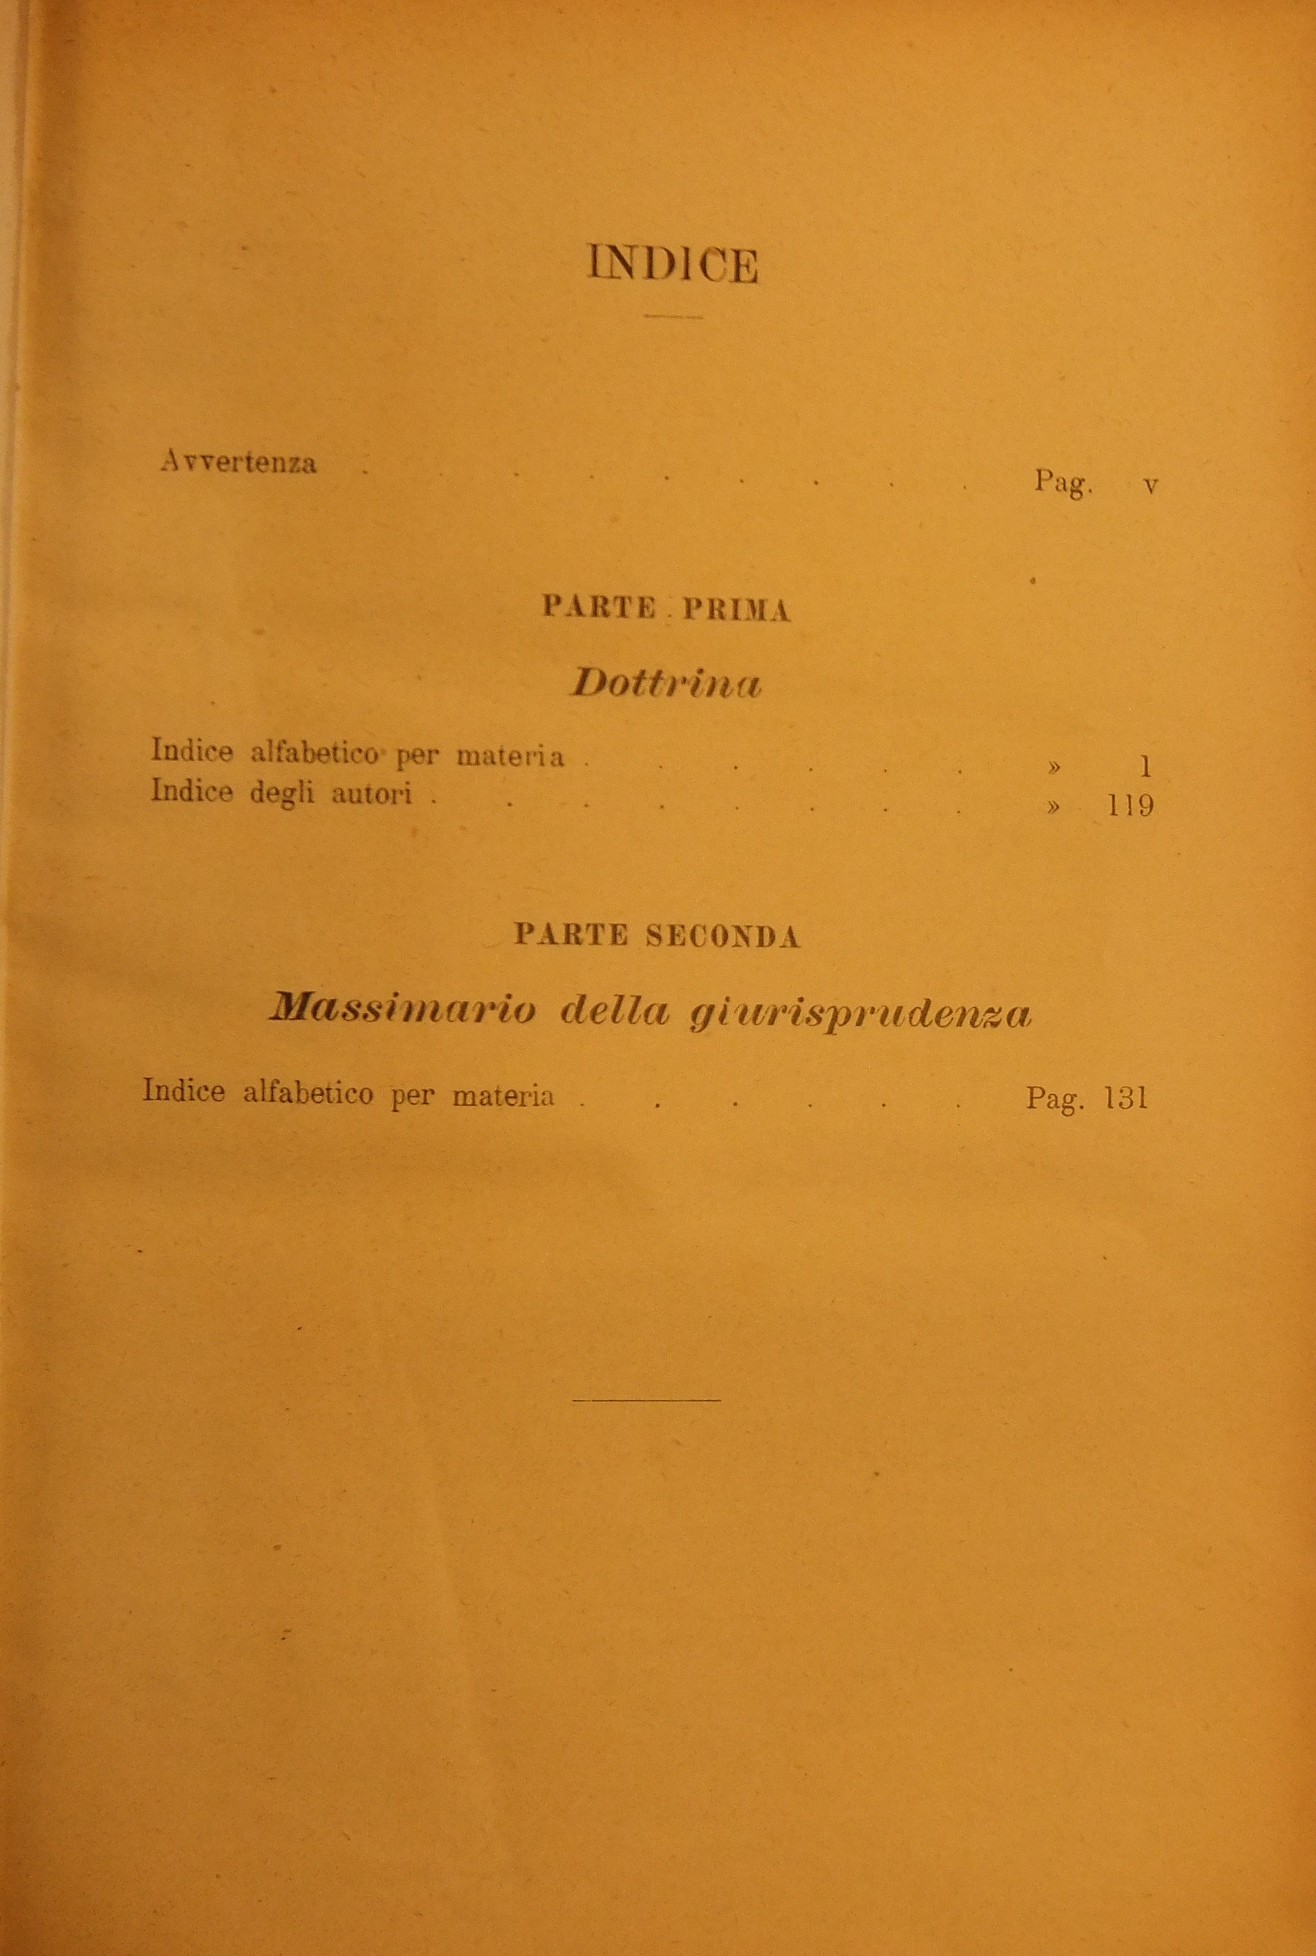 INDICE
Avvertenza . . . . . . . . . Pag. v
PARTE PRIMA
Dottrina
Indice alfabetico per materia . . . . . . » 1
Indice degli autori . . . . . . . . » 119
PARTE SECONDA
Massimario della giurisprudenza
Indice alfabetico per materia . . . . . . Pag. 131